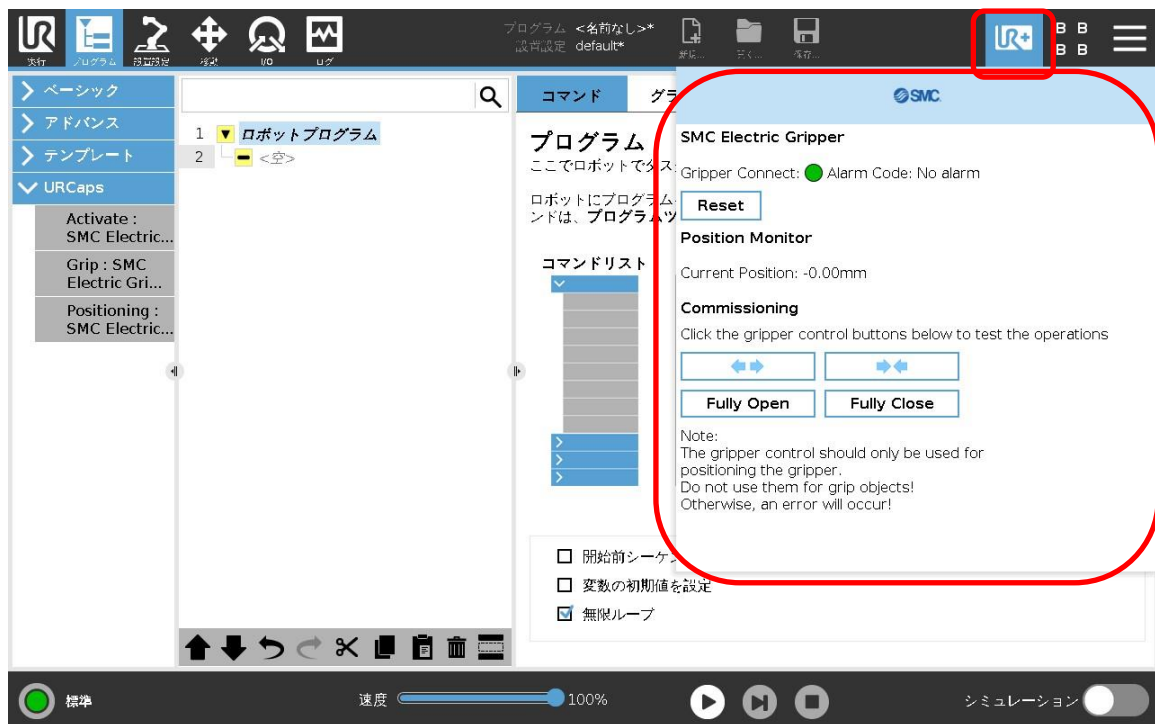 プログラム <名前なし>*
設置設定 default*
実行
プログラム
設置設定
移動
I/O
ログ
新規...
開く...
保存...
UR+
B B
B B
ベーシック
アドバンス
テンプレート
URCaps
Activate :
SMC Electric...
Grip : SMC
Electric Gri...
Positioning :
SMC Electric...
1 ロボットプログラム
2 <空>
コマンド グラ
プログラム
ここでロボットでタス
ロボットにプログラム
ンドは、プログラムツ
コマンドリスト
開始前シーケン
変数の初期値を設定
無限ループ
SMC
SMC Electric Gripper
Gripper Connect: Alarm Code: No alarm
Reset
Position Monitor
Current Position: -0.00mm
Commissioning
Click the gripper control buttons below to test the operations
Fully Open Fully Close
Note:
The gripper control should only be used for
positioning the gripper.
Do not use them for grip objects!
Otherwise, an error will occur!
標準
速度 100%
シミュレーション